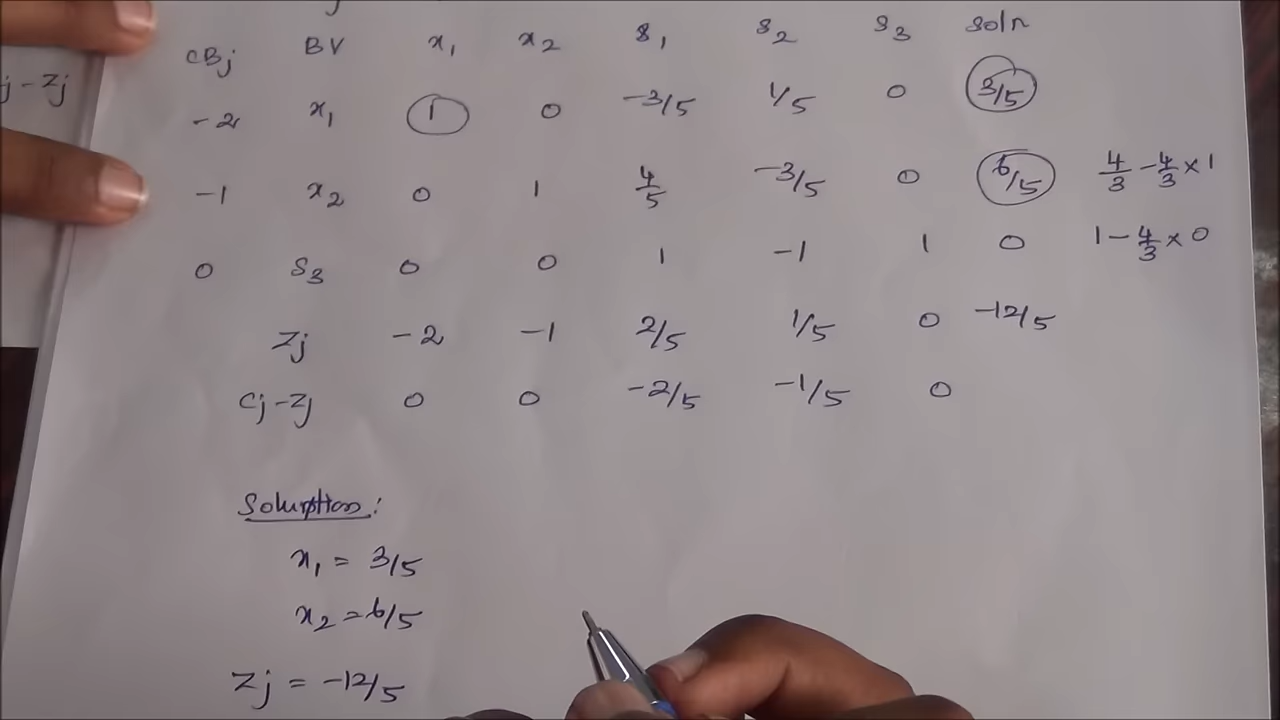 CBj BV x₁ x₂ s₁ s₂ s₃ soln
j - Zj
-2 x₁ 1 0 -3/5 1/5 0 3/5
-1 x₂ 0 1 4/5 -3/5 0 6/5 4/3 - 4/3 × 1
0 s₃ 0 0 1 -1 1 0 1 - 4/3 × 0
Zj -2 -1 2/5 1/5 0 -12/5
Cj - Zj 0 0 -2/5 -1/5 0
Solution:
x₁ = 3/5
x₂ = 6/5
Zj = -12/5